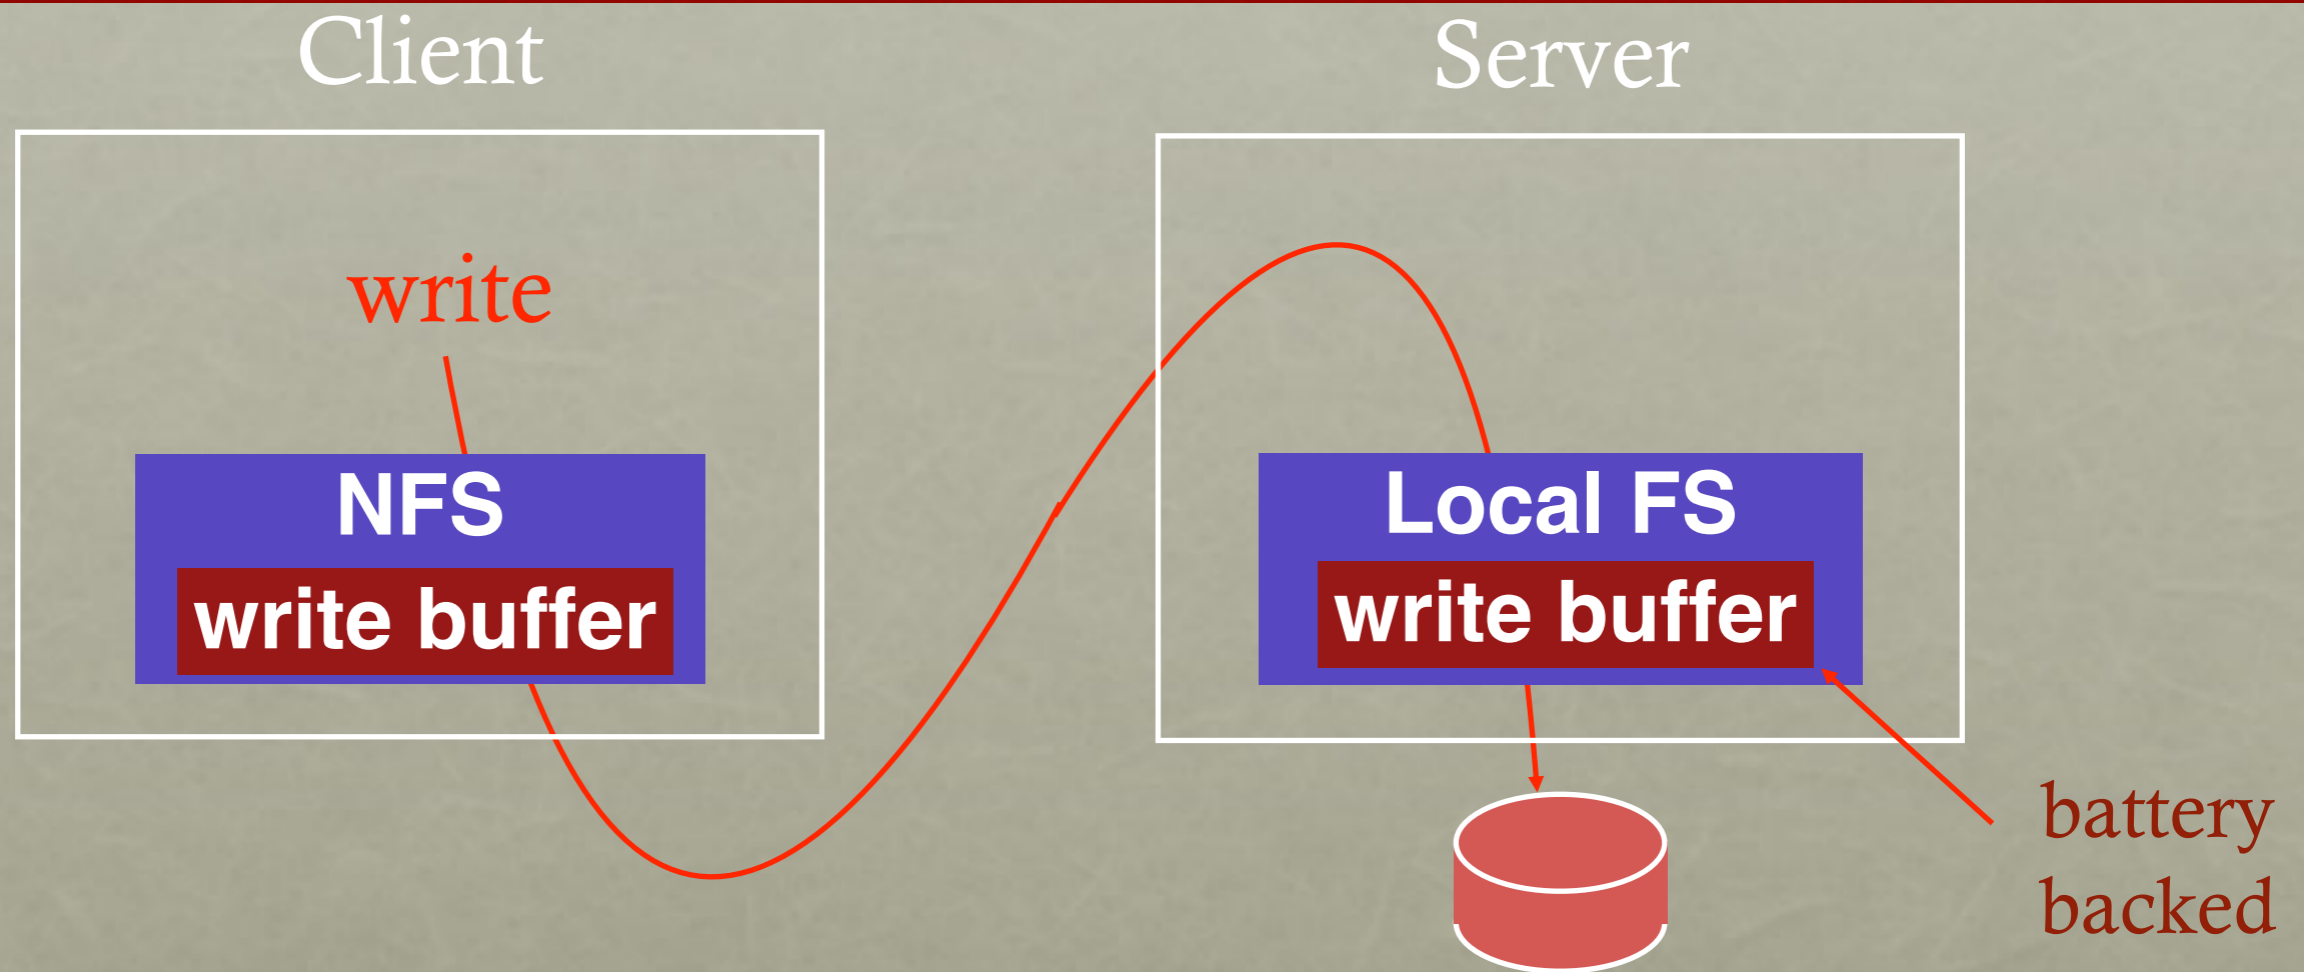 Client
Server
write
NFS
write buffer
Local FS
write buffer
battery
backed